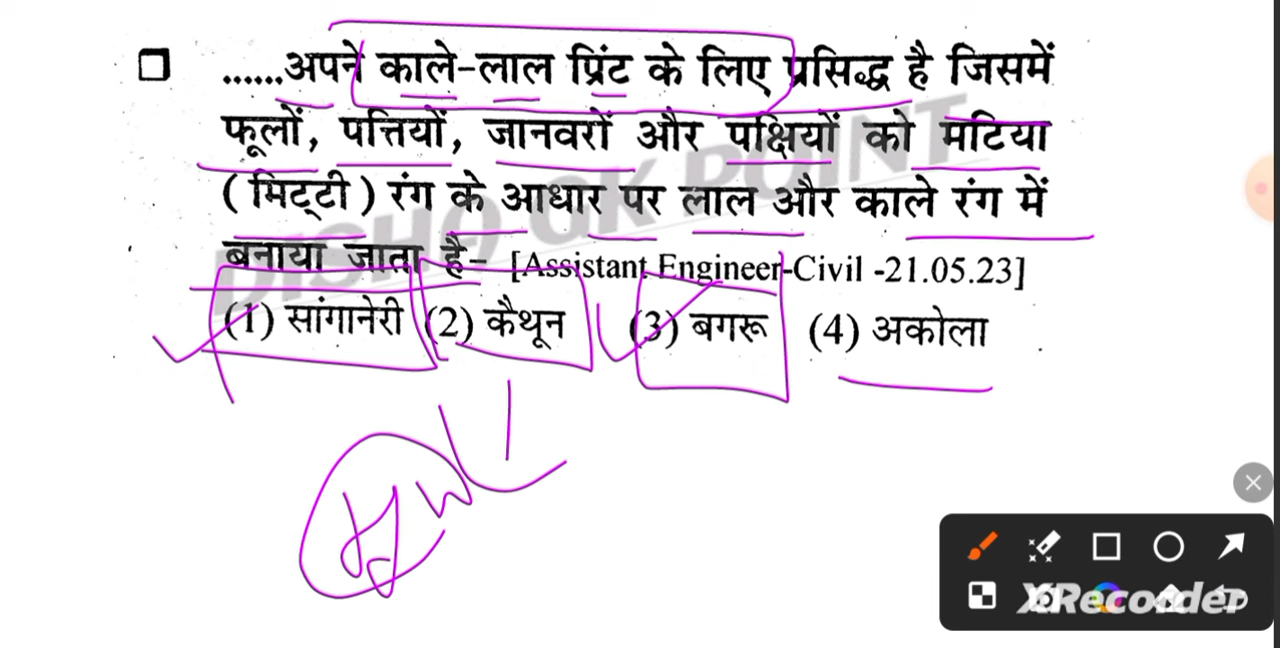 ......अपने काले-लाल प्रिंट के लिए प्रसिद्ध है जिसमें
फूलों, पत्तियों, जानवरों और पक्षियों को मटिया
(मिट्टी) रंग के आधार पर लाल और काले रंग में
बनाया जाता है- [Assistant Engineer-Civil -21.05.23]
(1) सांगानेरी (2) कैथून (3) बगरू (4) अकोला
XRecorder